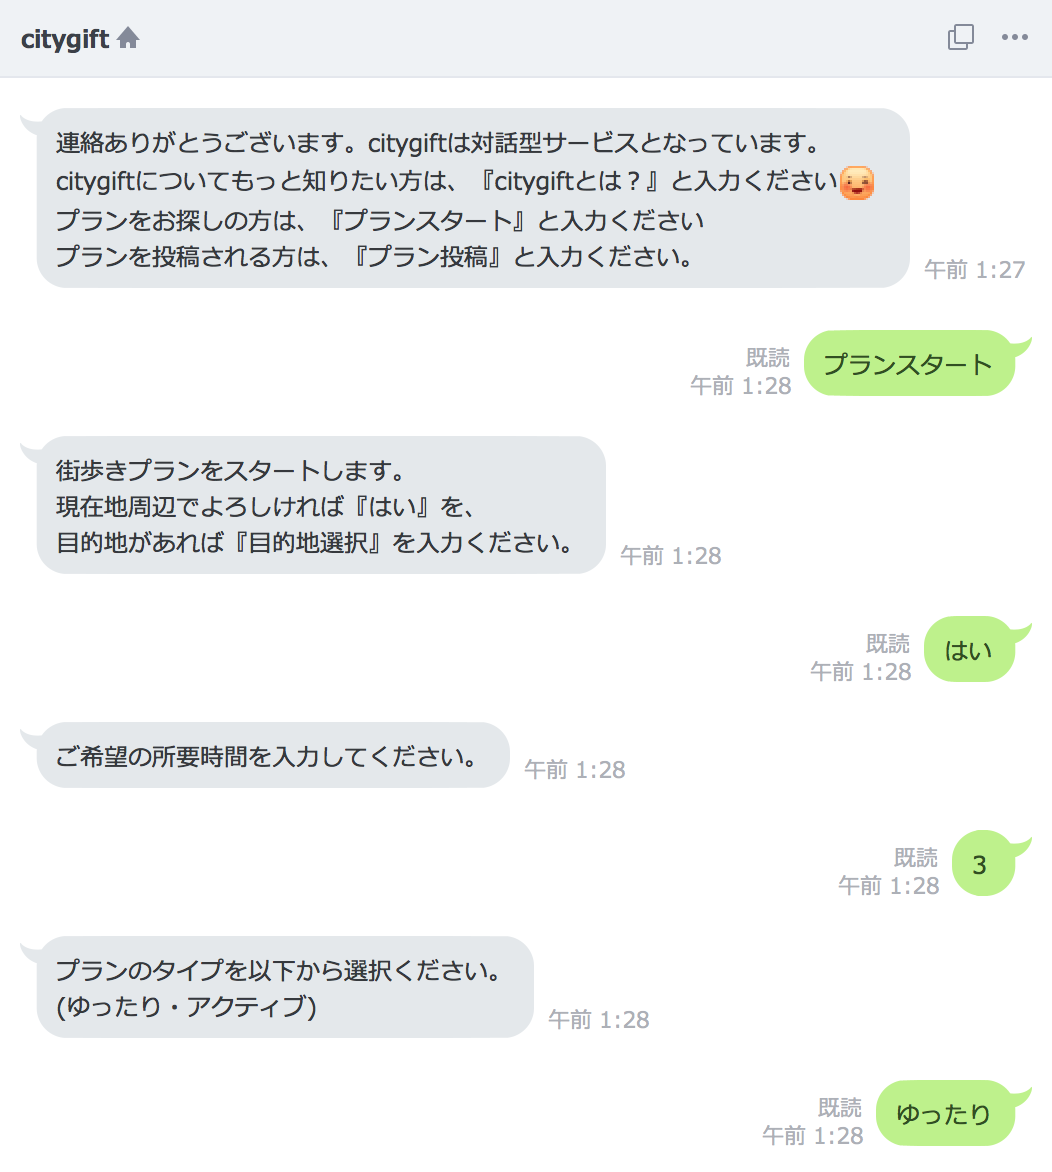 citygift
連絡ありがとうございます。citygiftは対話型サービスとなっています。
citygiftについてもっと知りたい方は、『citygiftとは？』と入力ください
プランをお探しの方は、『プランスタート』と入力ください
プランを投稿される方は、『プラン投稿』と入力ください。
午前 1:27
既読
午前 1:28
プランスタート
街歩きプランをスタートします。
現在地周辺でよろしければ『はい』を、
目的地があれば『目的地選択』を入力ください。
午前 1:28
既読
午前 1:28
はい
ご希望の所要時間を入力してください。
午前 1:28
既読
午前 1:28
3
プランのタイプを以下から選択ください。
(ゆったり・アクティブ)
午前 1:28
既読
午前 1:28
ゆったり